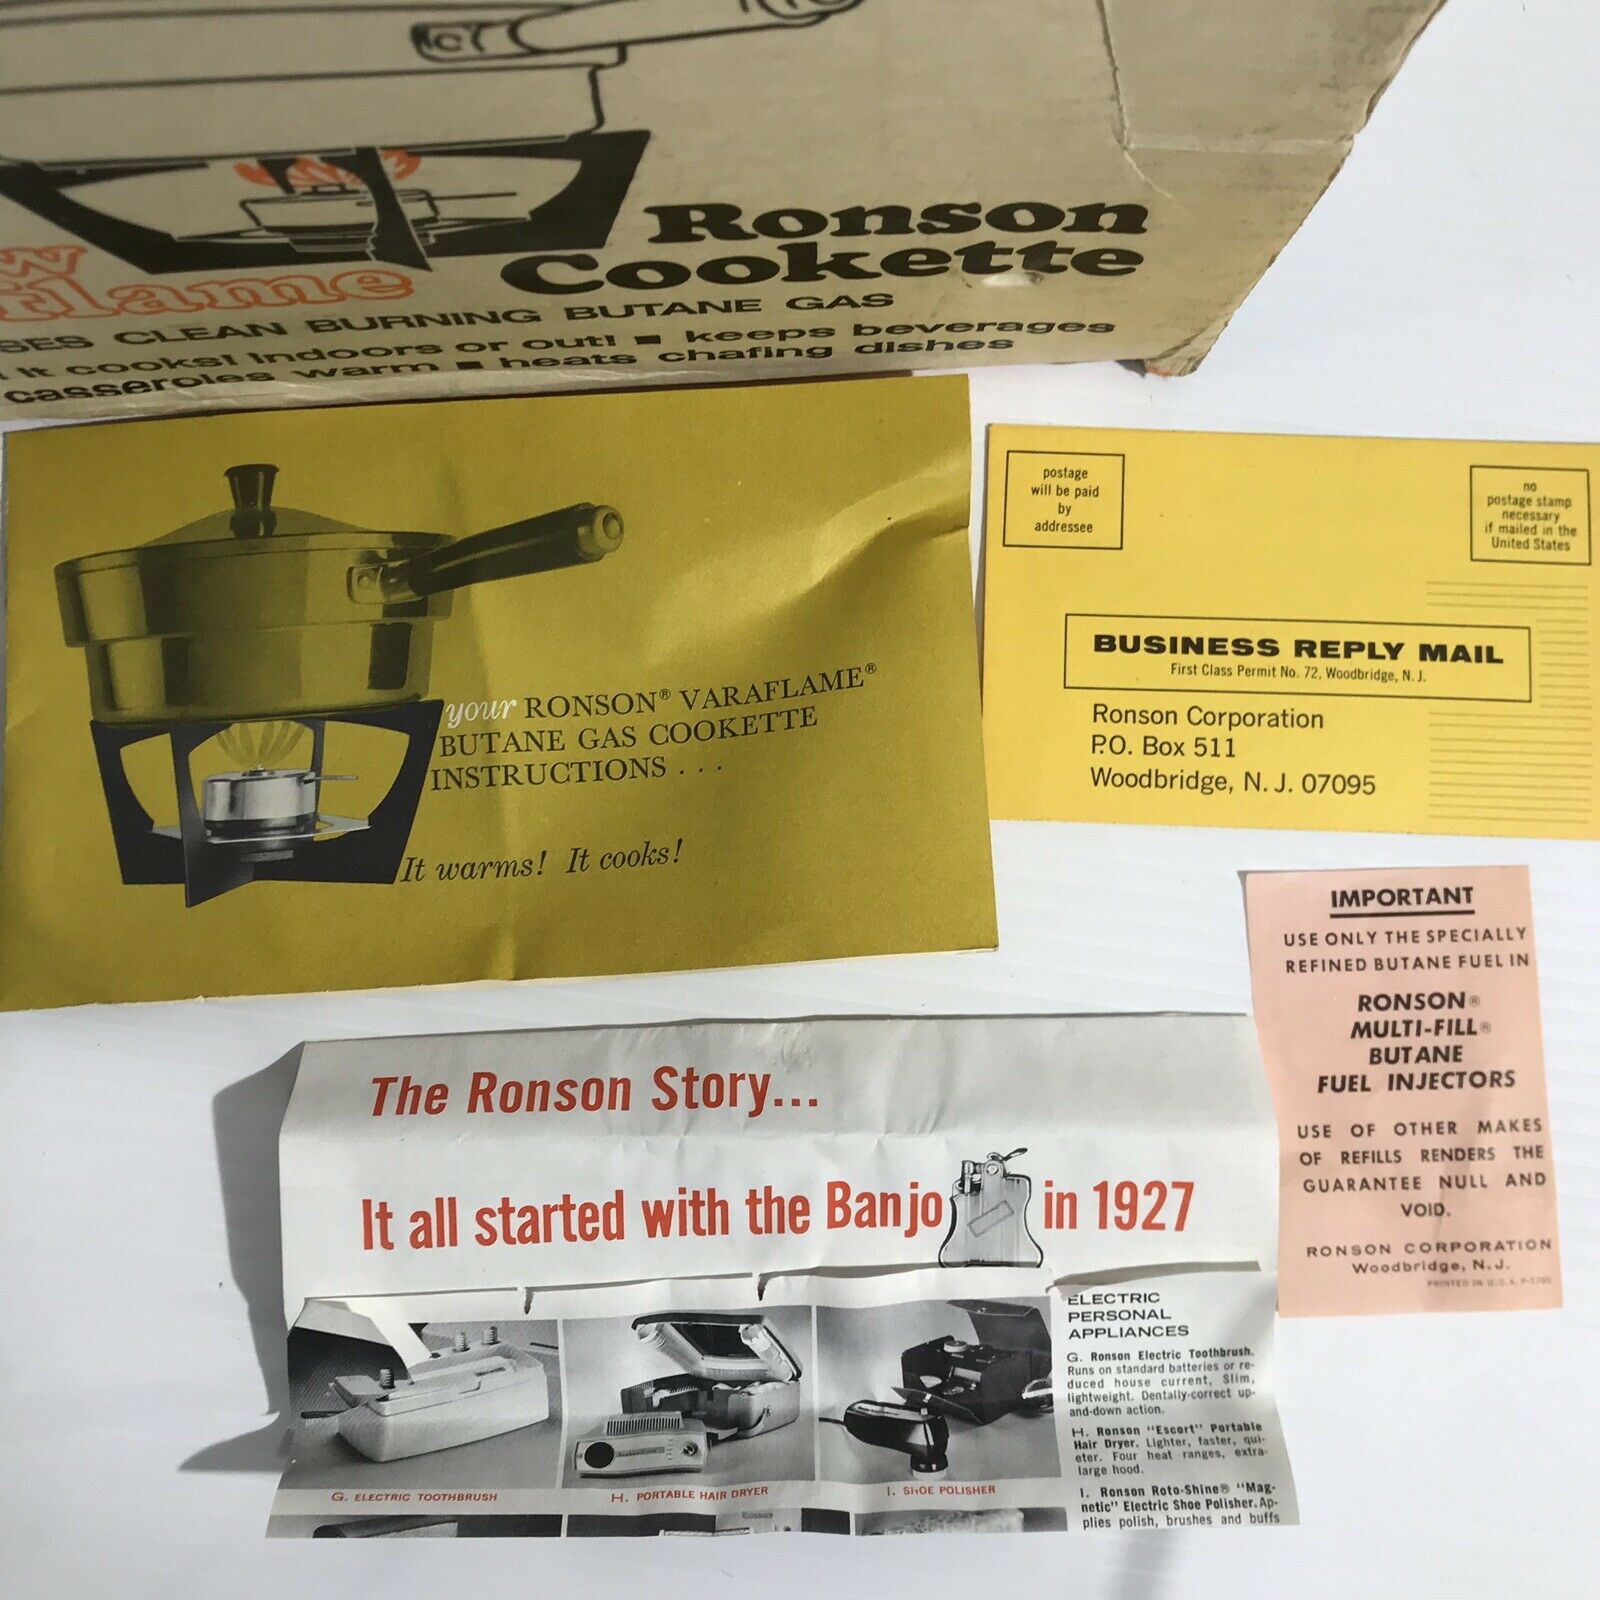 Ronson
Cookette
flame
CLEAN BURNING BUTANE GAS
it cooks! Indoors or out! ■ keeps beverages
casseroles warm ■ heats chafing dishes
your RONSON® VARAFLAME®
BUTANE GAS COOKETTE
INSTRUCTIONS . . .
It warms! It cooks!
postage
will be paid
by
addressee
no
postage stamp
necessary
if mailed in the
United States
BUSINESS REPLY MAIL
First Class Permit No. 72, Woodbridge, N. J.
Ronson Corporation
P.O. Box 511
Woodbridge, N. J. 07095
IMPORTANT
USE ONLY THE SPECIALLY
REFINED BUTANE FUEL IN
RONSON®
MULTI-FILL®
BUTANE
FUEL INJECTORS
USE OF OTHER MAKES
OF REFILLS RENDERS THE
GUARANTEE NULL AND
VOID.
RONSON CORPORATION
Woodbridge, N.J.
PRINTED IN U.S.A.
The Ronson Story...
It all started with the Banjo in 1927
G. ELECTRIC TOOTHBRUSH
H. PORTABLE HAIR DRYER
I. SHOE POLISHER
ELECTRIC
PERSONAL
APPLIANCES
G. Ronson Electric Toothbrush.
Runs on standard batteries or re-
duced house current, Slim,
lightweight. Dentally-correct up-
and-down action.
H. Ronson "Escort" Portable
Hair Dryer. Lighter, faster, qui-
eter. Four heat ranges, extra-
large hood.
I. Ronson Roto-Shine® "Mag-
netic" Electric Shoe Polisher. Ap-
plies polish, brushes and buffs